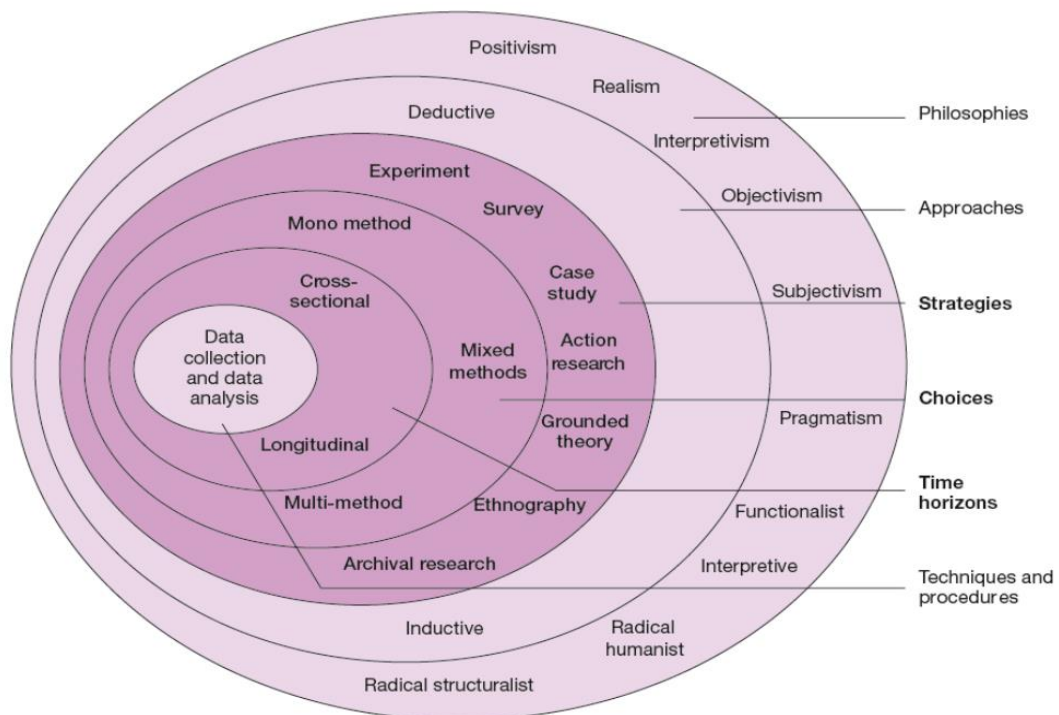 Positivism
Realism
Philosophies
Deductive
Interpretivism
Experiment
Objectivism
Approaches
Survey
Mono method
Cross-
sectional
Case
study
Subjectivism
Strategies
Data
collection
and data
analysis
Mixed
methods
Action
research
Choices
Pragmatism
Grounded
theory
Longitudinal
Time
horizons
Multi-method
Ethnography
Functionalist
Archival research
Interpretive
Techniques and
procedures
Inductive
Radical
humanist
Radical structuralist